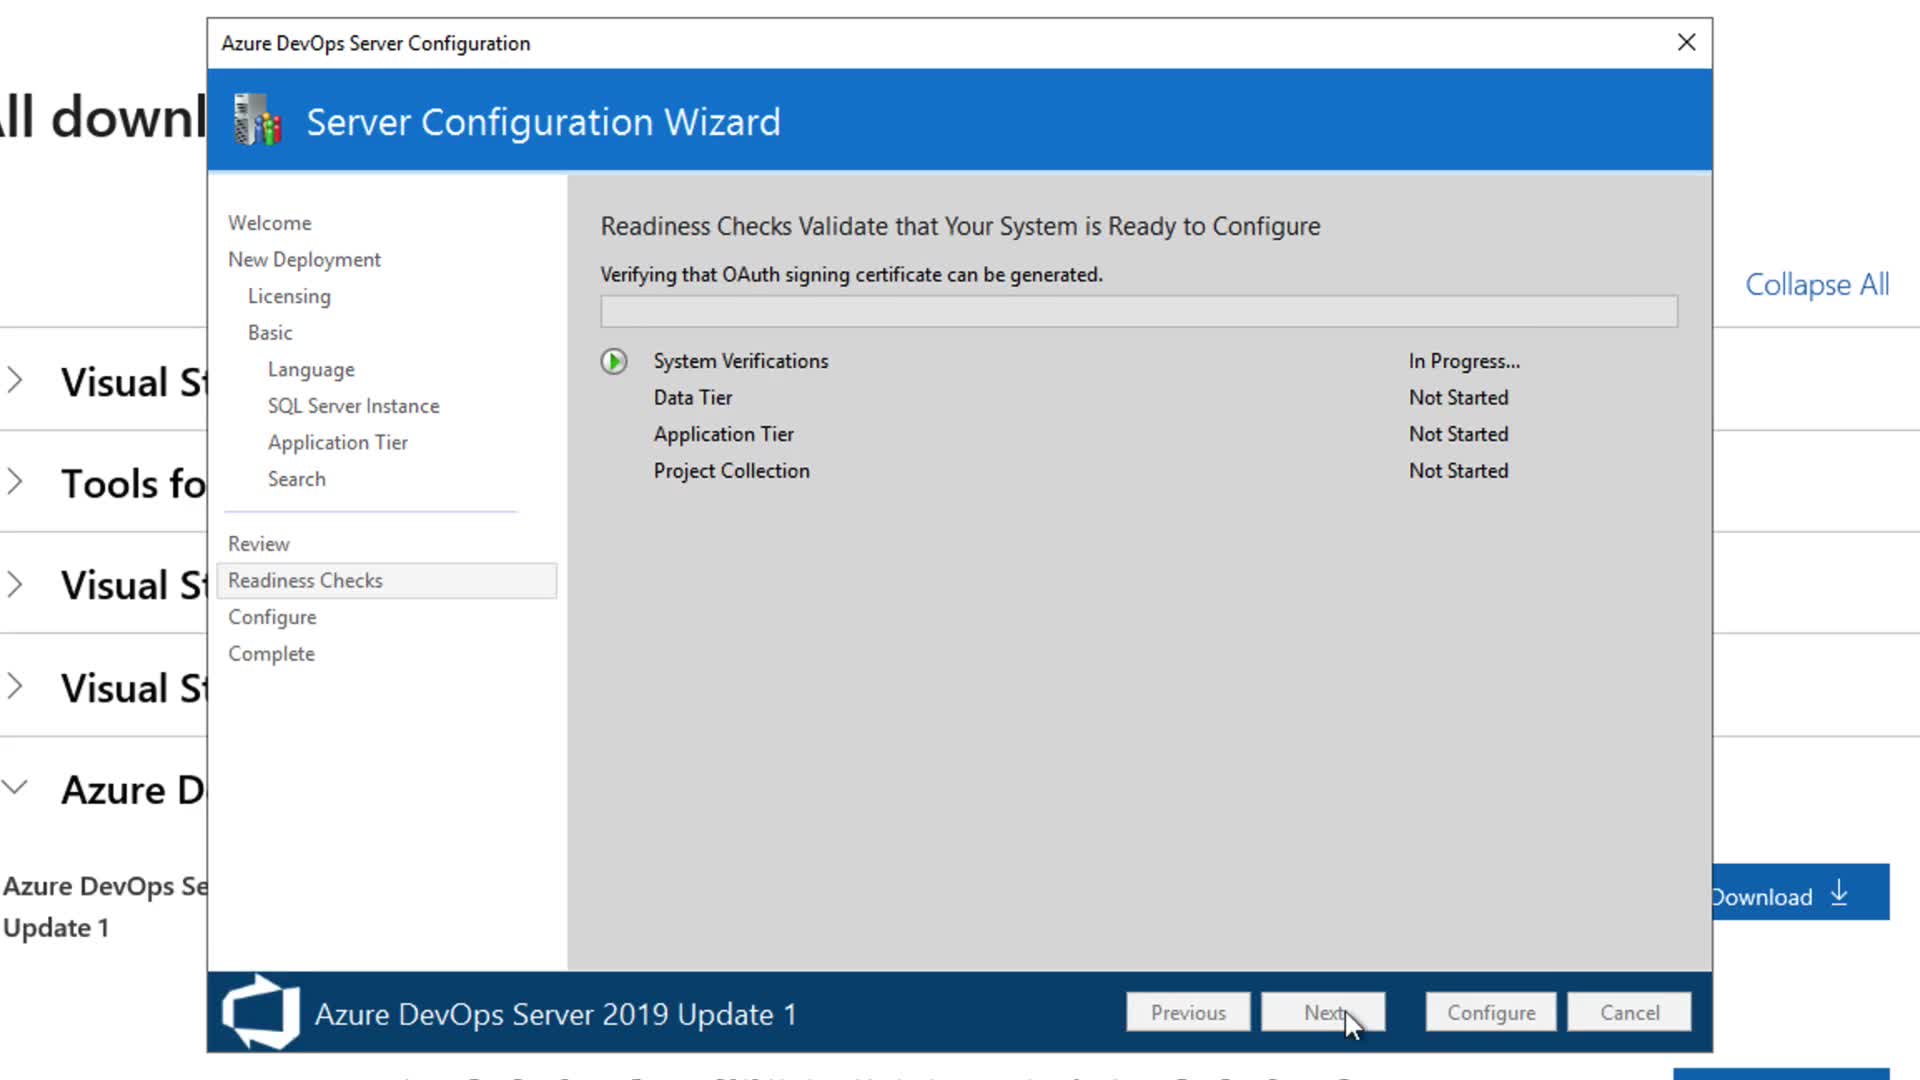 Azure DevOps Server Configuration
Server Configuration Wizard
All downl
Collapse All
Visual St
Tools fo
Visual St
Visual St
Azure D
Azure DevOps Se
Update 1
Download
Welcome
New Deployment
Licensing
Basic
Language
SQL Server Instance
Application Tier
Search
Review
Readiness Checks
Configure
Complete
Readiness Checks Validate that Your System is Ready to Configure
Verifying that OAuth signing certificate can be generated.
System Verifications In Progress...
Data Tier Not Started
Application Tier Not Started
Project Collection Not Started
Azure DevOps Server 2019 Update 1
Previous
Next
Configure
Cancel